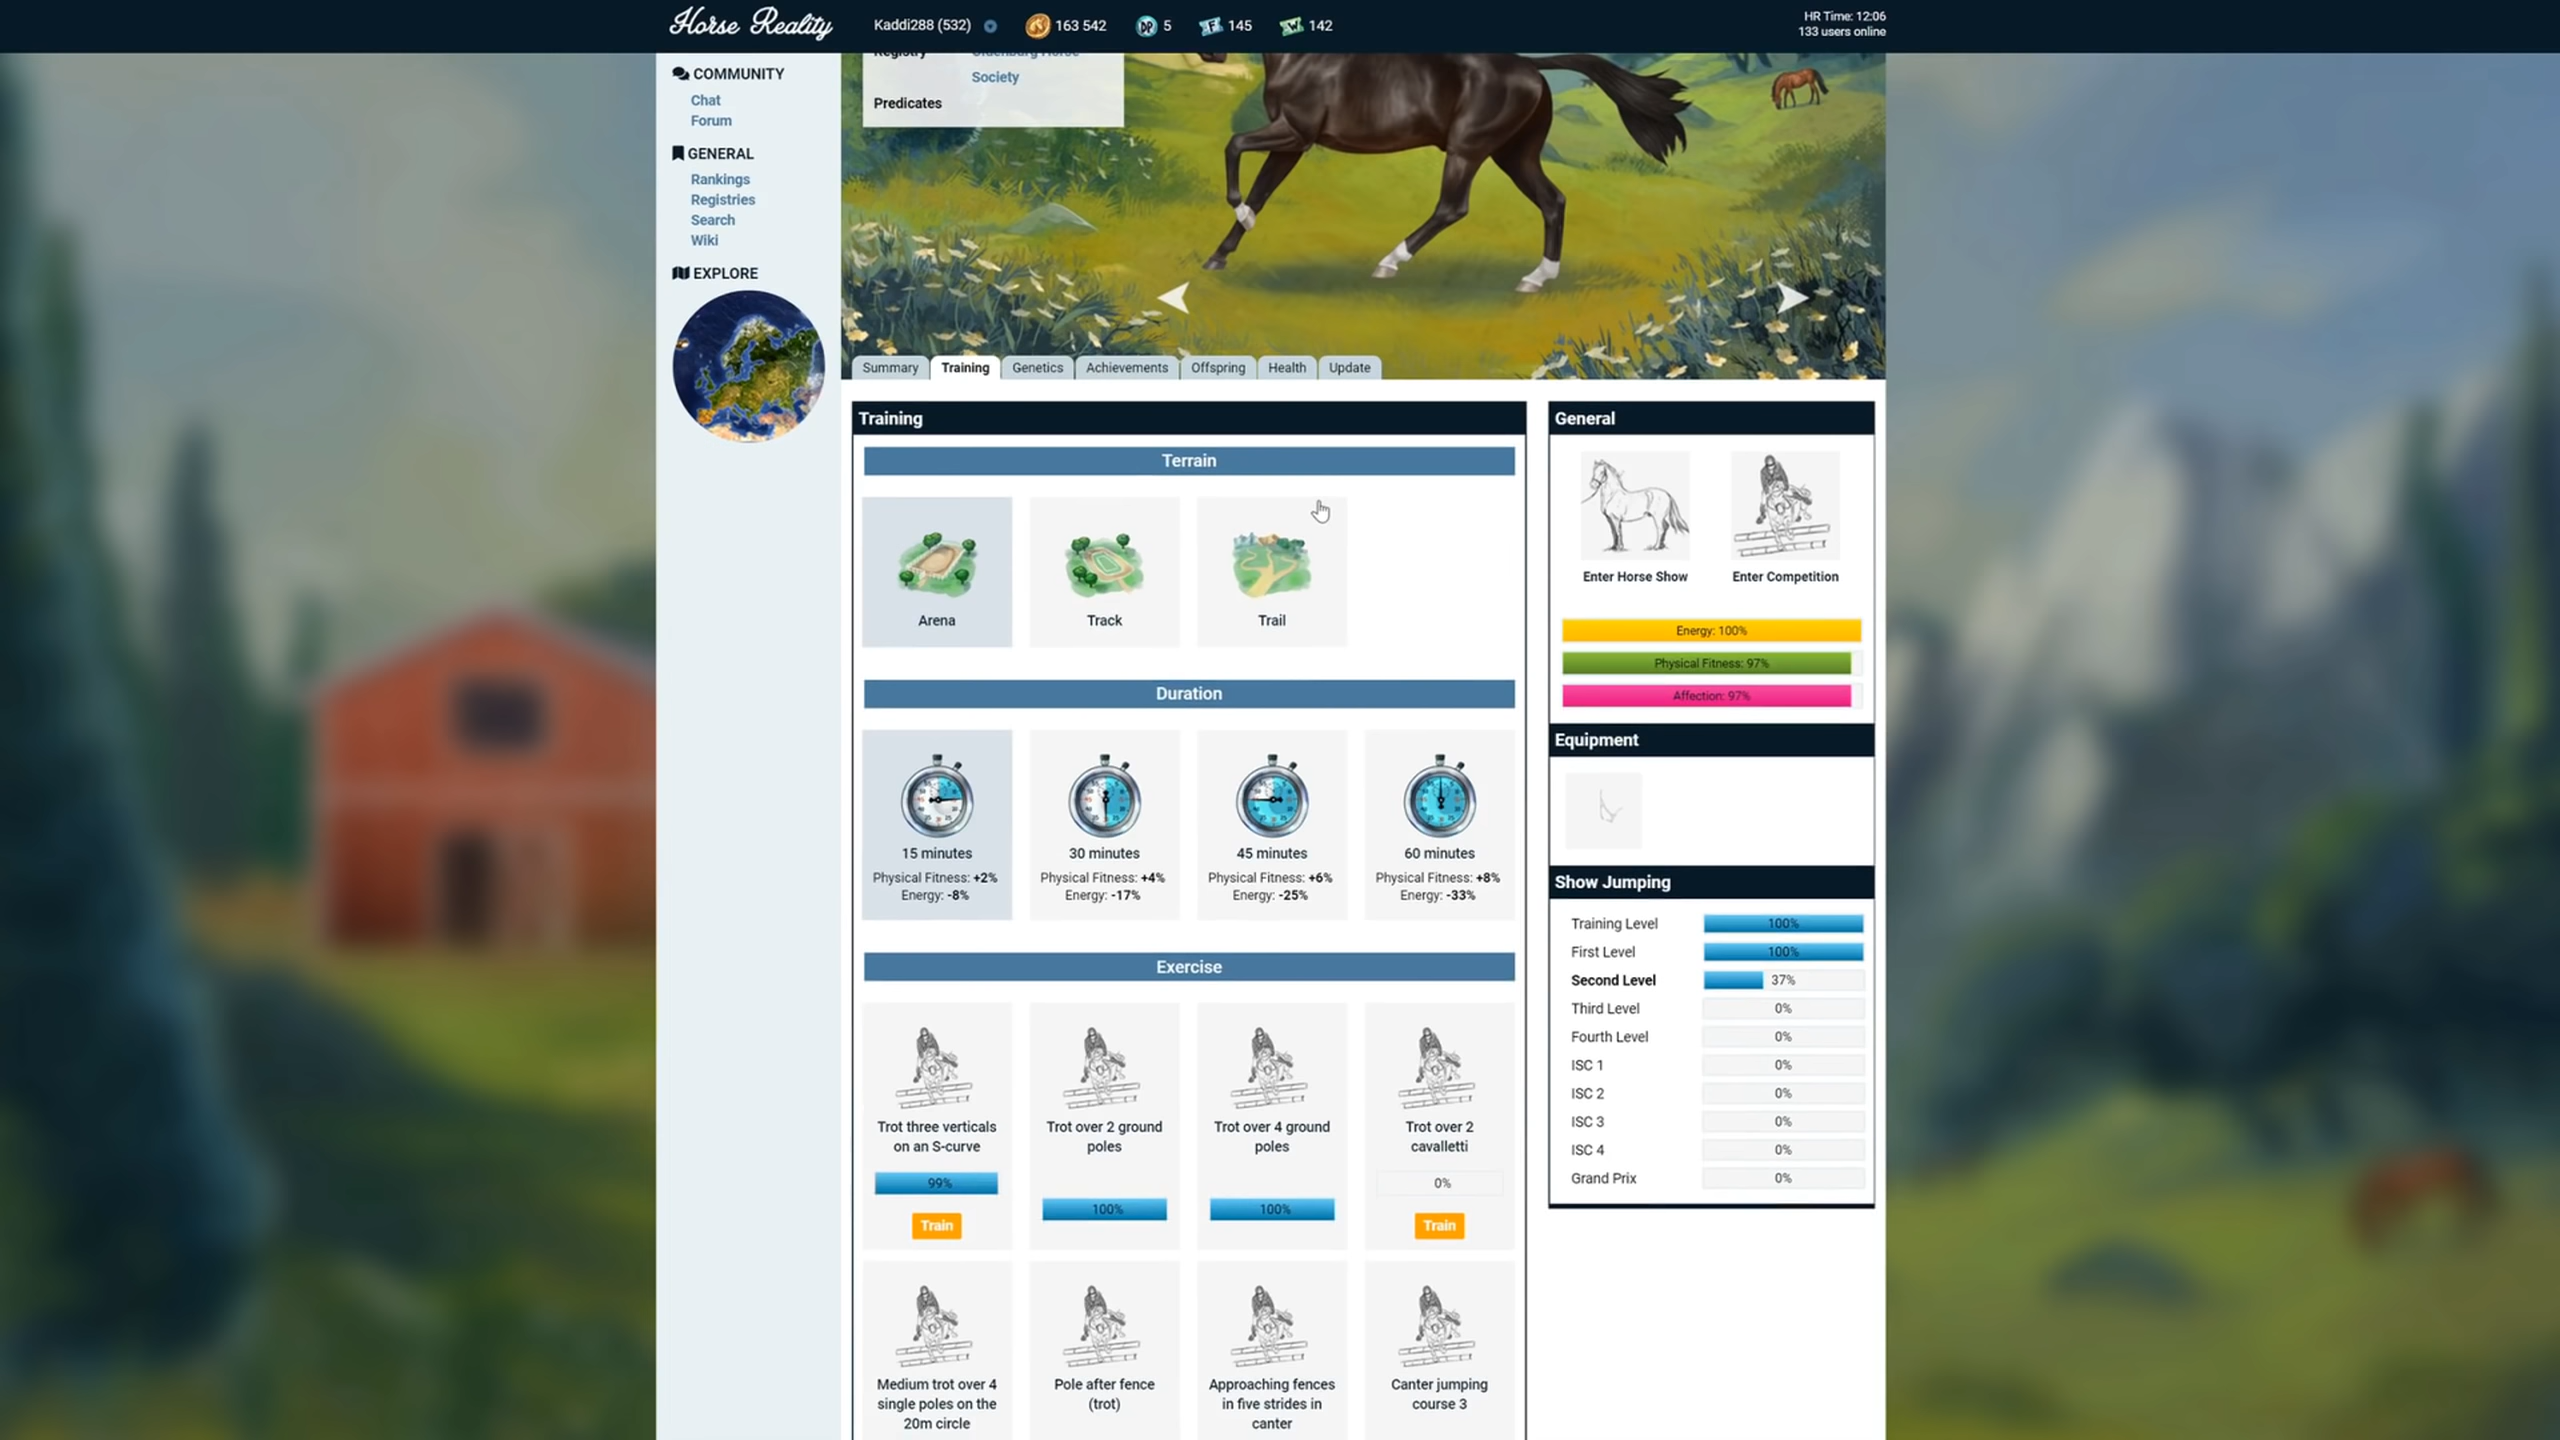 Horse Reality
Kaddi288 (532)
163 542
5
145
142
HR Time: 12:06
133 users online
COMMUNITY
Chat
Forum
GENERAL
Rankings
Registries
Search
Wiki
EXPLORE
Registry
Oldenburg Horse
Society
Predicates
Summary
Training
Genetics
Achievements
Offspring
Health
Update
Training
Terrain
Arena
Track
Trail
Duration
15 minutes
Physical Fitness: +2%
Energy: -8%
30 minutes
Physical Fitness: +4%
Energy: -17%
45 minutes
Physical Fitness: +6%
Energy: -25%
60 minutes
Physical Fitness: +8%
Energy: -33%
Exercise
Trot three verticals
on an S-curve
99%
Train
Trot over 2 ground
poles
100%
Trot over 4 ground
poles
100%
Trot over 2
cavalletti
0%
Train
Medium trot over 4
single poles on the
20m circle
Pole after fence
(trot)
Approaching fences
in five strides in
canter
Canter jumping
course 3
General
Enter Horse Show
Enter Competition
Energy: 100%
Physical Fitness: 97%
Affection: 97%
Equipment
Show Jumping
Training Level 100%
First Level 100%
Second Level 37%
Third Level 0%
Fourth Level 0%
ISC 1 0%
ISC 2 0%
ISC 3 0%
ISC 4 0%
Grand Prix 0%